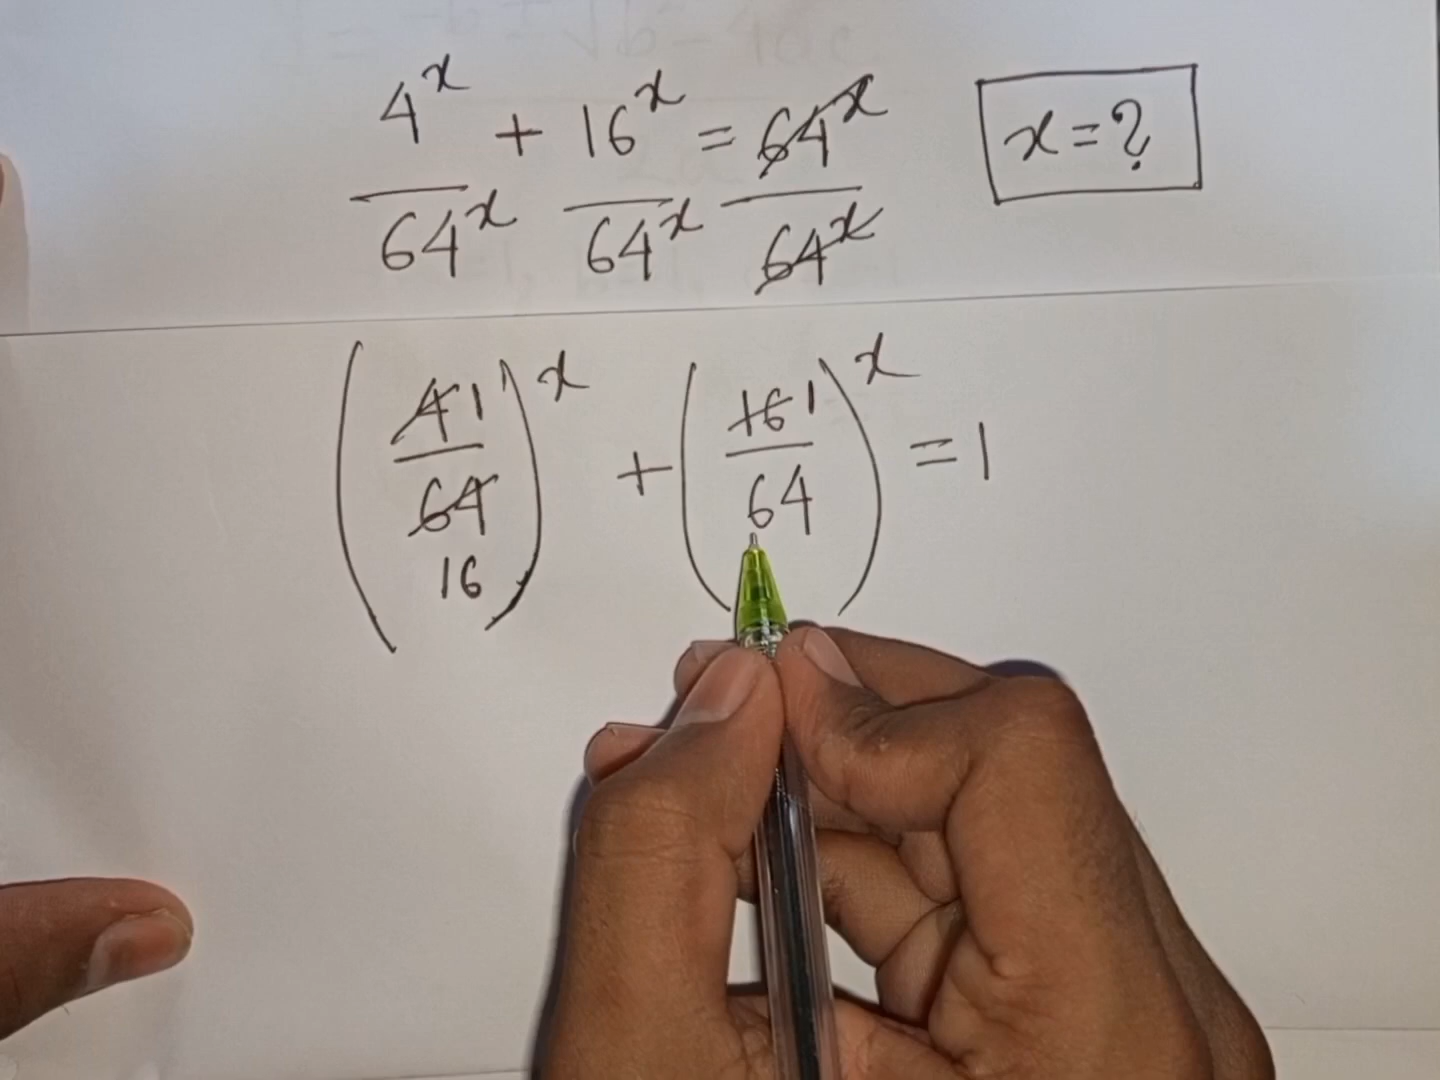 4^x + 16^x = 64^x x = ?
64^x 64^x 64^x
(4 1/64 16)^x + (16 1/64)^x = 1